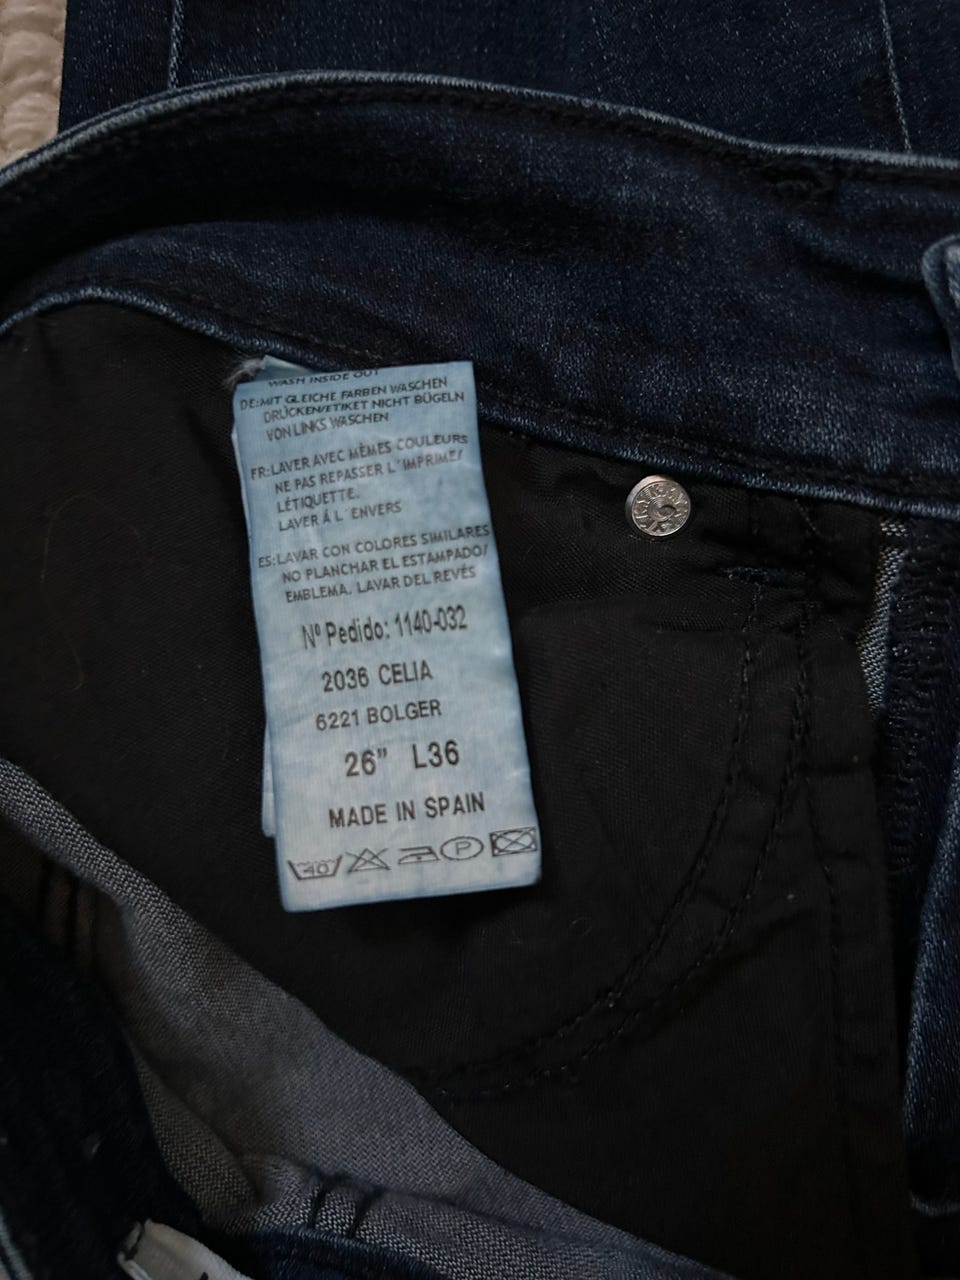 WASH INSIDE OUT
DE:MIT GLEICHE FARBEN WASCHEN
DRÜCKEN/ETIKET NICHT BÜGELN
VON LINKS WASCHEN
FR:LAVER AVEC MÊMES COULEURS
NE PAS REPASSER L´IMPRIME/
LÉTIQUETTE.
LAVER Á L´ENVERS
ES:LAVAR CON COLORES SIMILARES
NO PLANCHAR EL ESTAMPADO/
EMBLEMA. LAVAR DEL REVÉS
Nº Pedido: 1140-032
2036 CELIA
6221 BOLGER
26” L36
MADE IN SPAIN
40 P